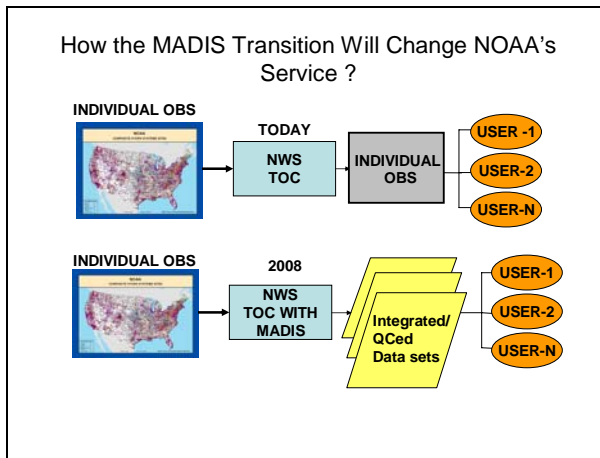 How the MADIS Transition Will Change NOAA's
Service ?
INDIVIDUAL OBS
TODAY
NWS
TOC
INDIVIDUAL
OBS
USER -1
USER-2
USER-N
INDIVIDUAL OBS
2008
NWS
TOC WITH
MADIS
Integrated/
QCed
Data sets
USER-1
USER-2
USER-N